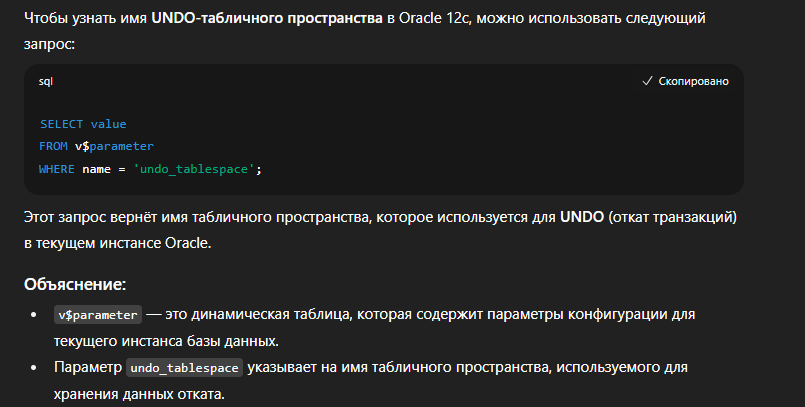 Чтобы узнать имя UNDO-табличного пространства в Oracle 12c, можно использовать следующий
запрос:
sql
Скопировано
SELECT value
FROM v$parameter
WHERE name = 'undo_tablespace';
Этот запрос вернёт имя табличного пространства, которое используется для UNDO (откат транзакций)
в текущем инстансе Oracle.
Объяснение:
• v$parameter — это динамическая таблица, которая содержит параметры конфигурации для
текущего инстанса базы данных.
• Параметр undo_tablespace указывает на имя табличного пространства, используемого для
хранения данных отката.